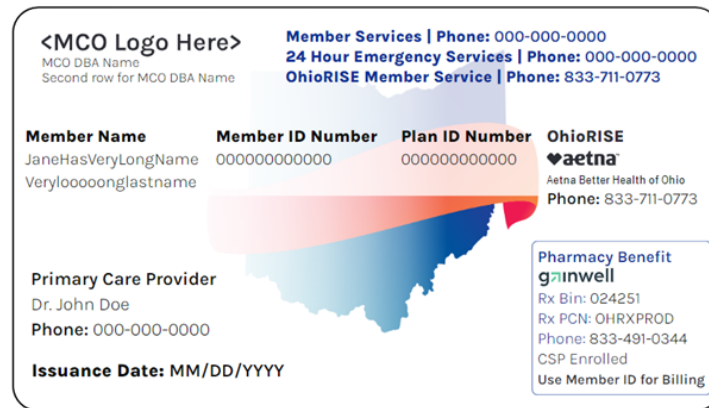 <MCO Logo Here>
MCO DBA Name
Second row for MCO DBA Name
Member Services | Phone: 000-000-0000
24 Hour Emergency Services | Phone: 000-000-0000
OhioRISE Member Service | Phone: 833-711-0773
Member Name
JaneHasVeryLongName
Verylooooonglastname
Member ID Number
000000000000
Plan ID Number
000000000000
OhioRISE
aetna™
Aetna Better Health of Ohio
Phone: 833-711-0773
Primary Care Provider
Dr. John Doe
Phone: 000-000-0000
Issuance Date: MM/DD/YYYY
Pharmacy Benefit
gainwell
Rx Bin: 024251
Rx PCN: OHRXPROD
Phone: 833-491-0344
CSP Enrolled
Use Member ID for Billing